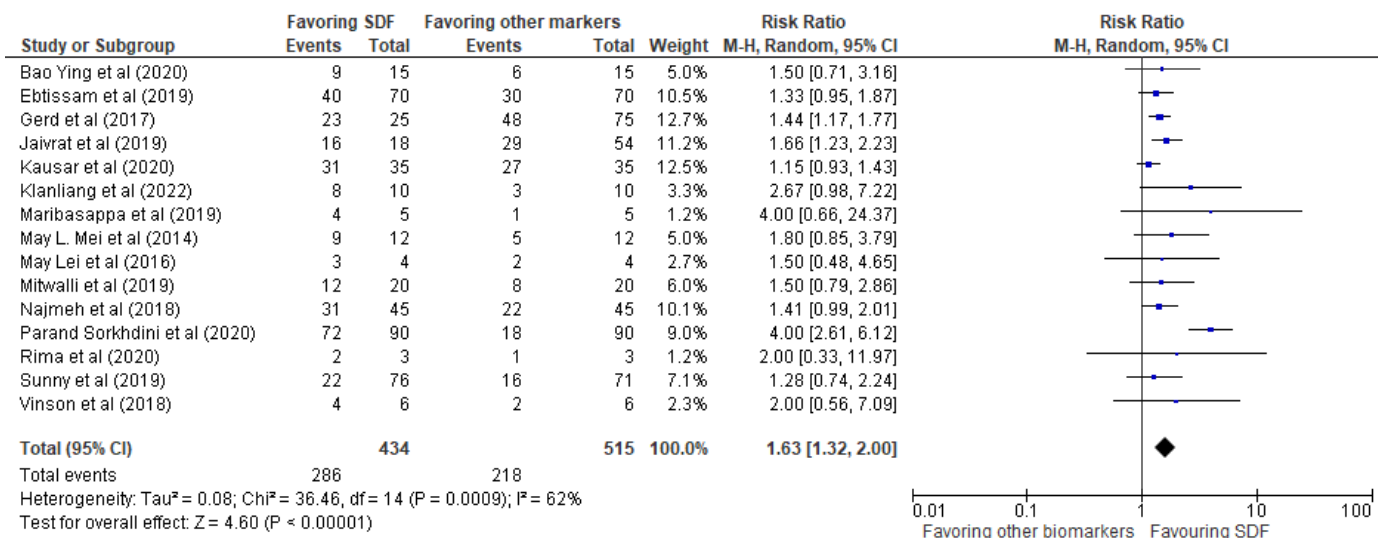 Favoring SDF Favoring other markers Risk Ratio Risk Ratio
Study or Subgroup Events Total Events Total Weight M-H, Random, 95% CI M-H, Random, 95% CI
Bao Ying et al (2020) 9 15 6 15 5.0% 1.50 [0.71, 3.16]
Ebtissam et al (2019) 40 70 30 70 10.5% 1.33 [0.95, 1.87]
Gerd et al (2017) 23 25 48 75 12.7% 1.44 [1.17, 1.77]
Jaivrat et al (2019) 16 18 29 54 11.2% 1.66 [1.23, 2.23]
Kausar et al (2020) 31 35 27 35 12.5% 1.15 [0.93, 1.43]
Klanliang et al (2022) 8 10 3 10 3.3% 2.67 [0.98, 7.22]
Maribasappa et al (2019) 4 5 1 5 1.2% 4.00 [0.66, 24.37]
May L. Mei et al (2014) 9 12 5 12 5.0% 1.80 [0.85, 3.79]
May Lei et al (2016) 3 4 2 4 2.7% 1.50 [0.48, 4.65]
Mitwalli et al (2019) 12 20 8 20 6.0% 1.50 [0.79, 2.86]
Najmeh et al (2018) 31 45 22 45 10.1% 1.41 [0.99, 2.01]
Parand Sorkhdini et al (2020) 72 90 18 90 9.0% 4.00 [2.61, 6.12]
Rima et al (2020) 2 3 1 3 1.2% 2.00 [0.33, 11.97]
Sunny et al (2019) 22 76 16 71 7.1% 1.28 [0.74, 2.24]
Vinson et al (2018) 4 6 2 6 2.3% 2.00 [0.56, 7.09]
Total (95% CI) 434 515 100.0% 1.63 [1.32, 2.00]
Total events 286 218
Heterogeneity: Tau² = 0.08; Chi² = 36.46, df = 14 (P = 0.0009); I² = 62%
Test for overall effect: Z = 4.60 (P < 0.00001)
0.01 0.1 1 10 100
Favoring other biomarkers Favouring SDF